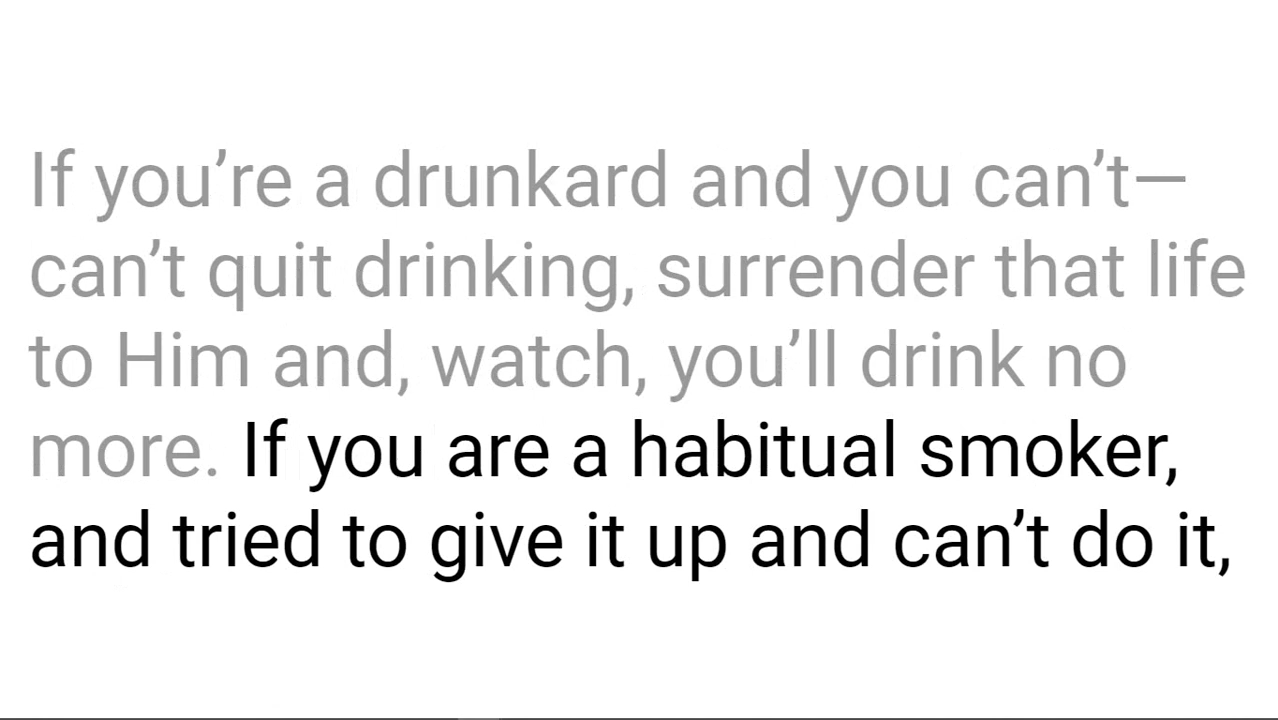 If you’re a drunkard and you can’t—
can’t quit drinking, surrender that life
to Him and, watch, you’ll drink no
more. If you are a habitual smoker,
and tried to give it up and can’t do it,